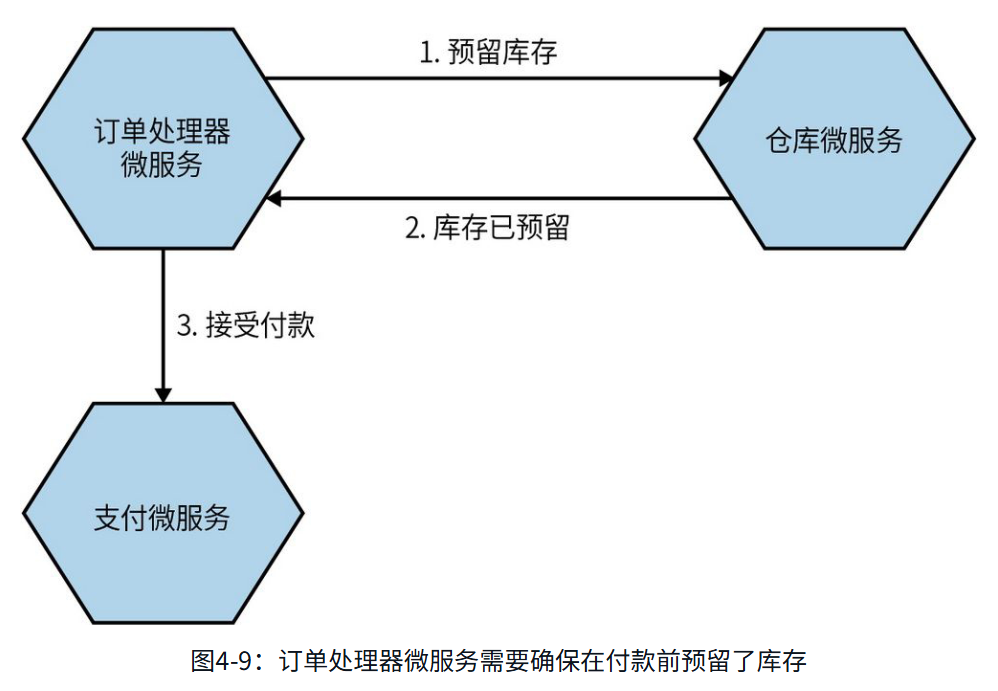 1. 预留库存
订单处理器
微服务
仓库微服务
2. 库存已预留
3. 接受付款
支付微服务
图4-9：订单处理器微服务需要确保在付款前预留了库存